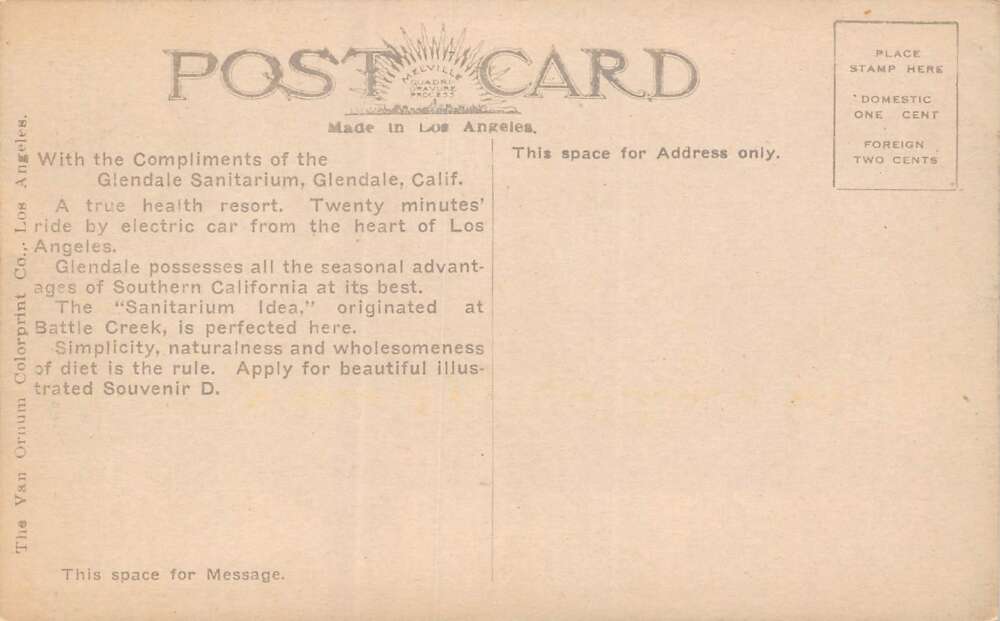 POST CARD
MELVILLE
QUADRI
GRAVURE
PROCESS
Made in Los Angeles.
PLACE
STAMP HERE
DOMESTIC
ONE CENT
FOREIGN
TWO CENTS
This space for Address only.
With the Compliments of the
Glendale Sanitarium, Glendale, Calif.
A true health resort. Twenty minutes'
ride by electric car from the heart of Los
Angeles.
Glendale possesses all the seasonal advant-
ages of Southern California at its best.
The "Sanitarium Idea," originated at
Battle Creek, is perfected here.
Simplicity, naturalness and wholesomeness
of diet is the rule. Apply for beautiful illus-
trated Souvenir D.
This space for Message.
The Van Ornum Colorprint Co., Los Angeles.